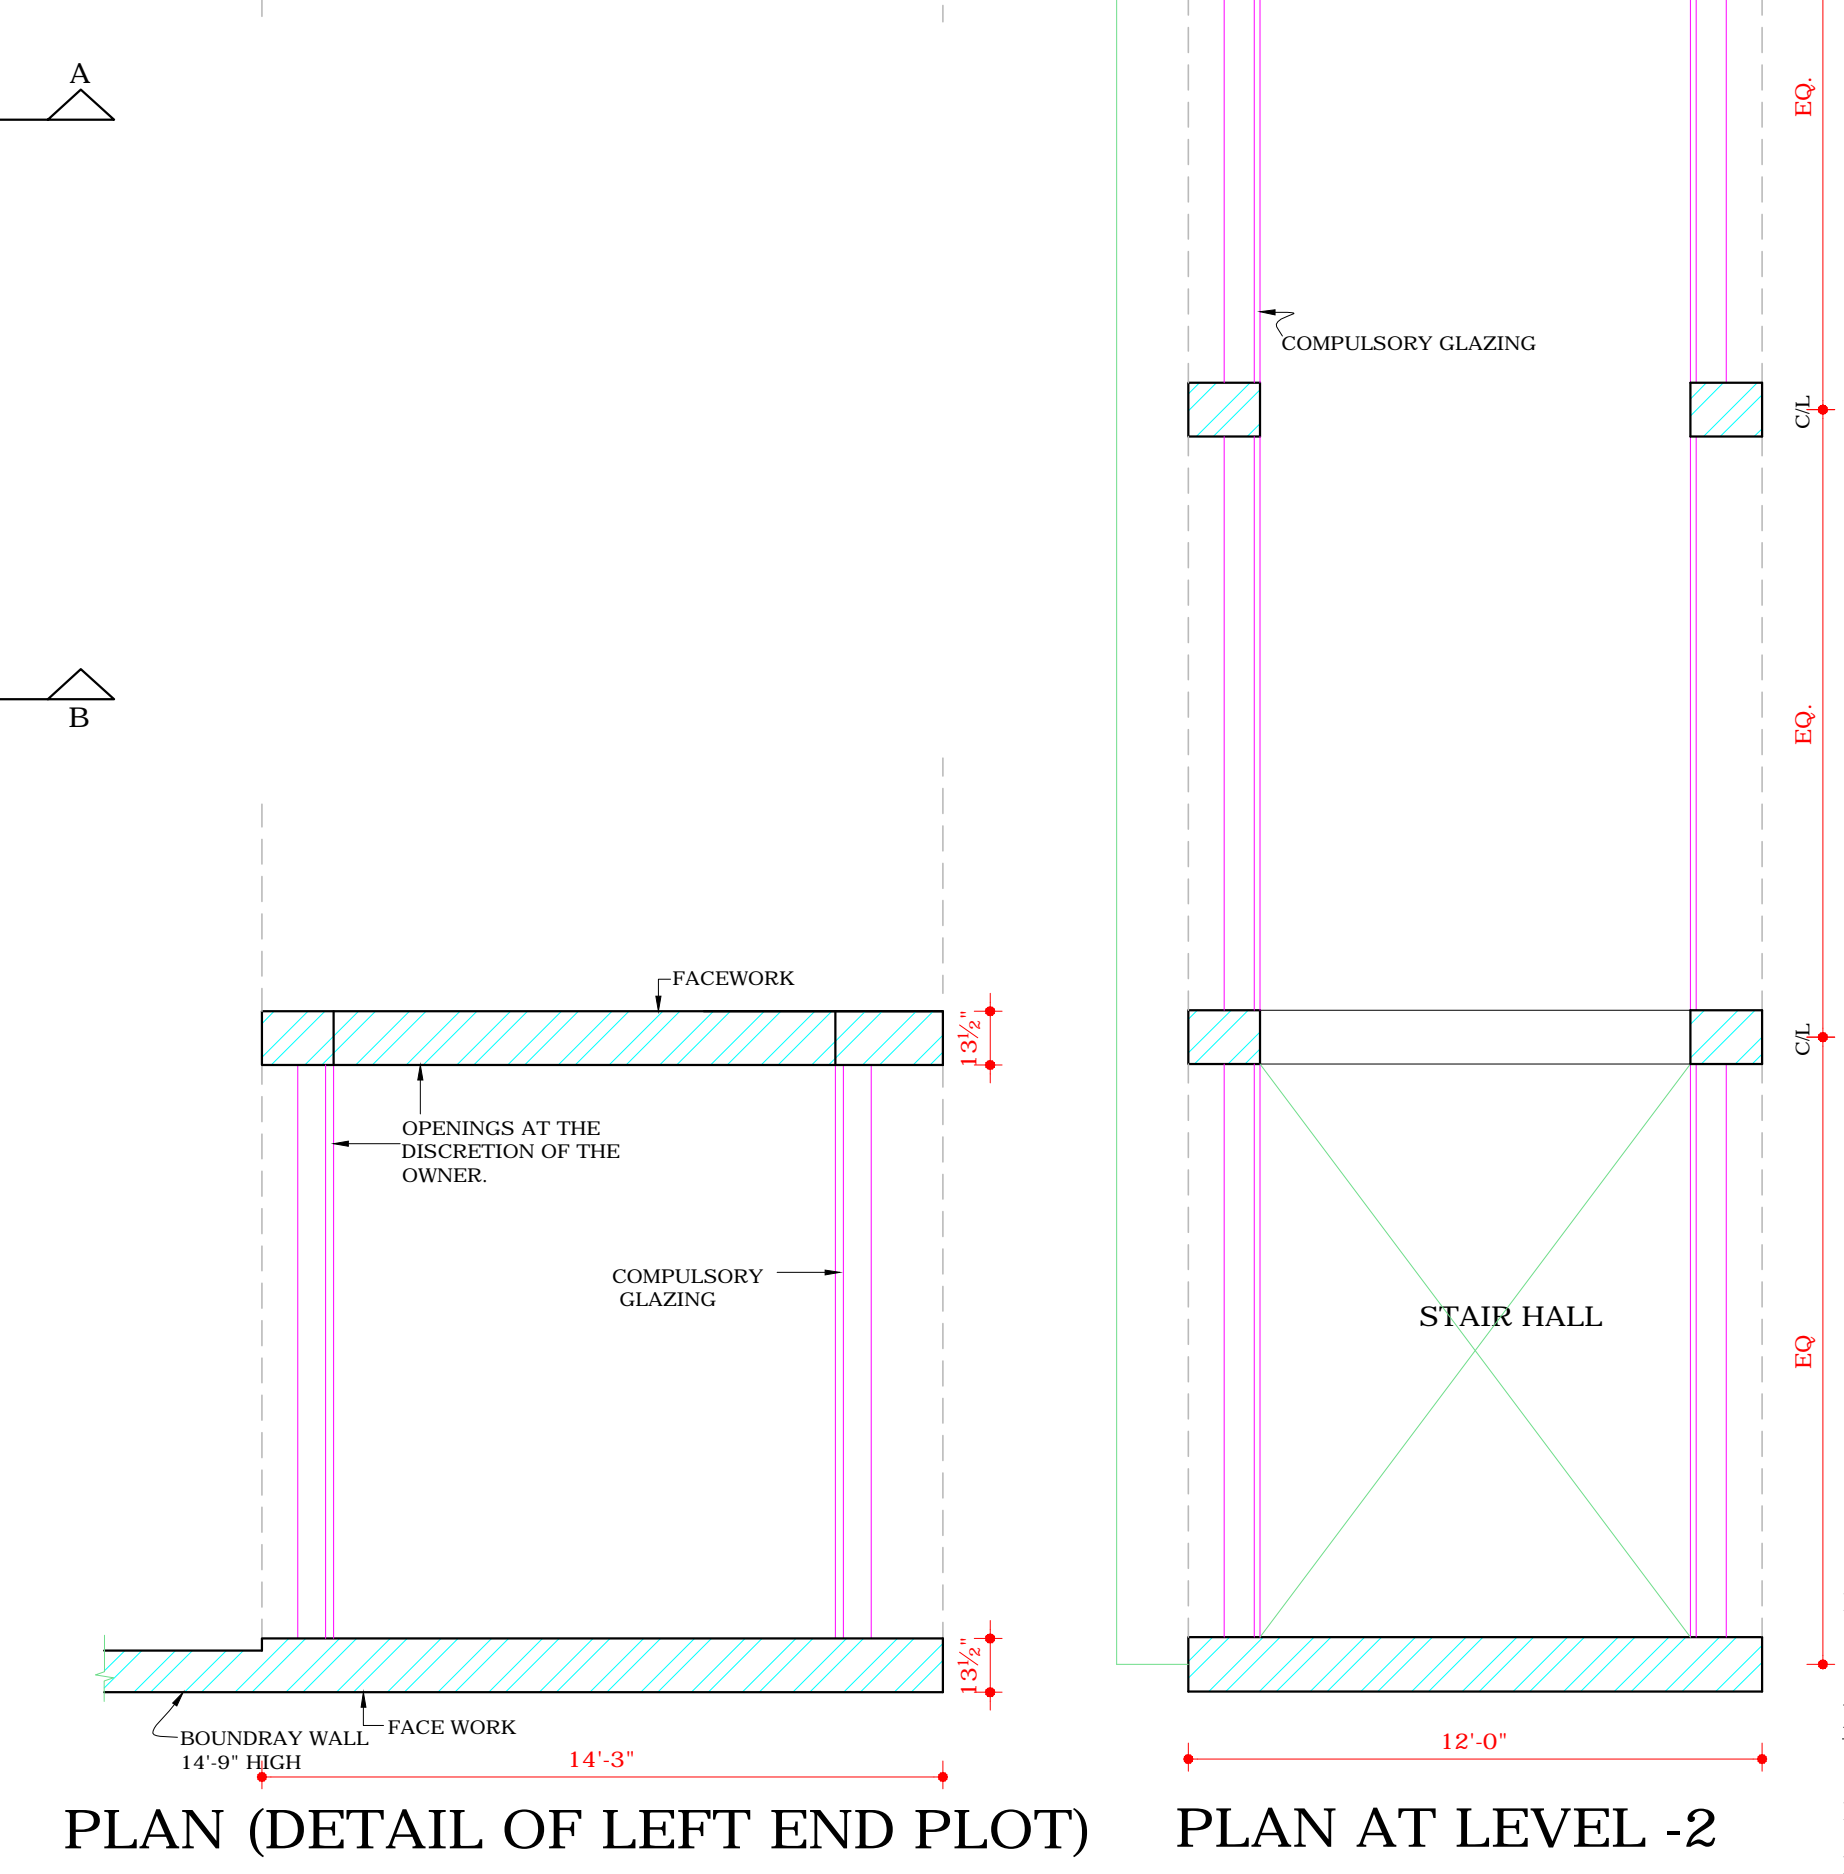 A
EQ.
COMPULSORY GLAZING
C/L
B
EQ.
FACEWORK
13½"
C/L
OPENINGS AT THE
DISCRETION OF THE
OWNER.
COMPULSORY
GLAZING
STAIR HALL
EQ
13½"
FACE WORK
BOUNDRAY WALL
14'-9" HIGH
14'-3"
12'-0"
PLAN (DETAIL OF LEFT END PLOT)
PLAN AT LEVEL -2